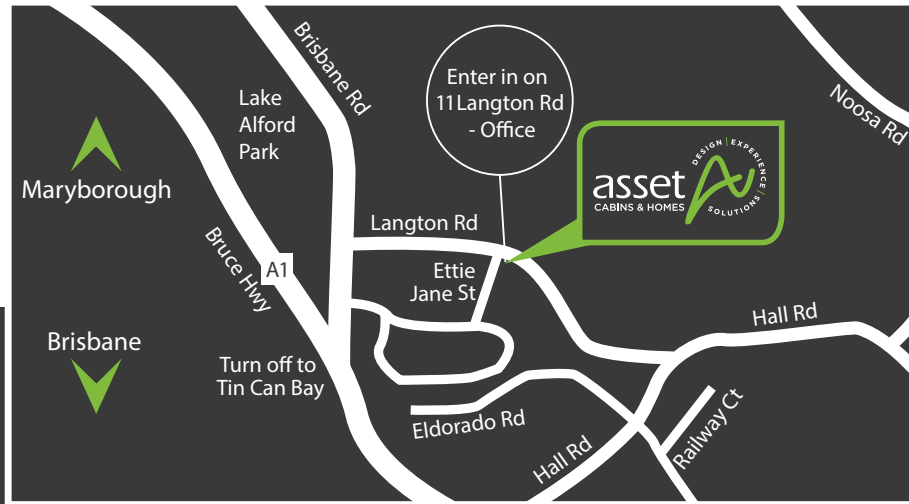 Brisbane Rd
Lake
Alford
Park
Enter in on
11Langton Rd
- Office
Noosa Rd
asset
CABINS & HOMES
DESIGN | EXPERIENCE | SOLUTIONS |
Maryborough
Langton Rd
Bruce Hwy
A1
Ettie
Jane St
Hall Rd
Brisbane
Turn off to
Tin Can Bay
Eldorado Rd
Hall Rd
Railway Ct